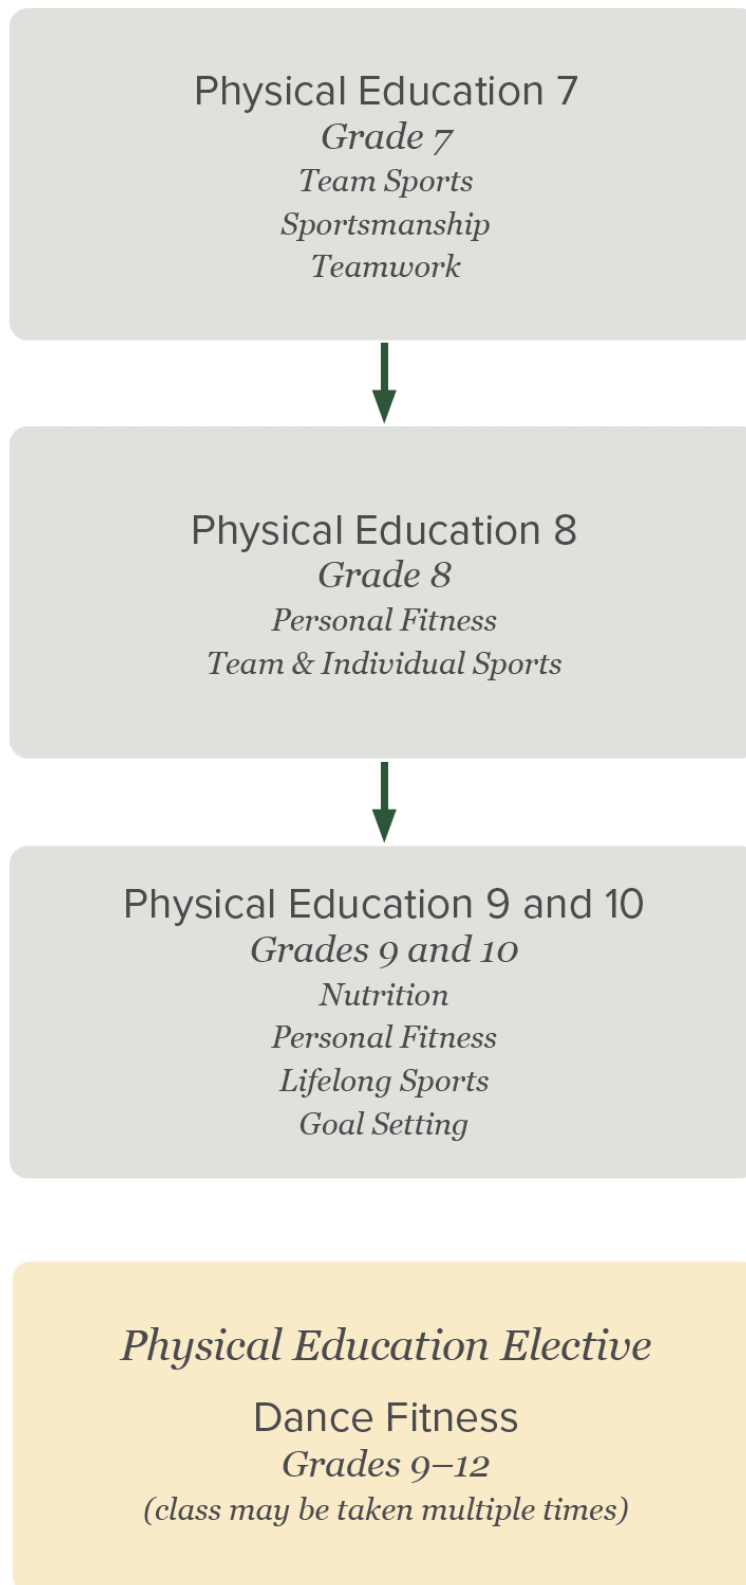 Physical Education 7
Grade 7
Team Sports
Sportsmanship
Teamwork
Physical Education 8
Grade 8
Personal Fitness
Team & Individual Sports
Physical Education 9 and 10
Grades 9 and 10
Nutrition
Personal Fitness
Lifelong Sports
Goal Setting
Physical Education Elective
Dance Fitness
Grades 9–12
(class may be taken multiple times)